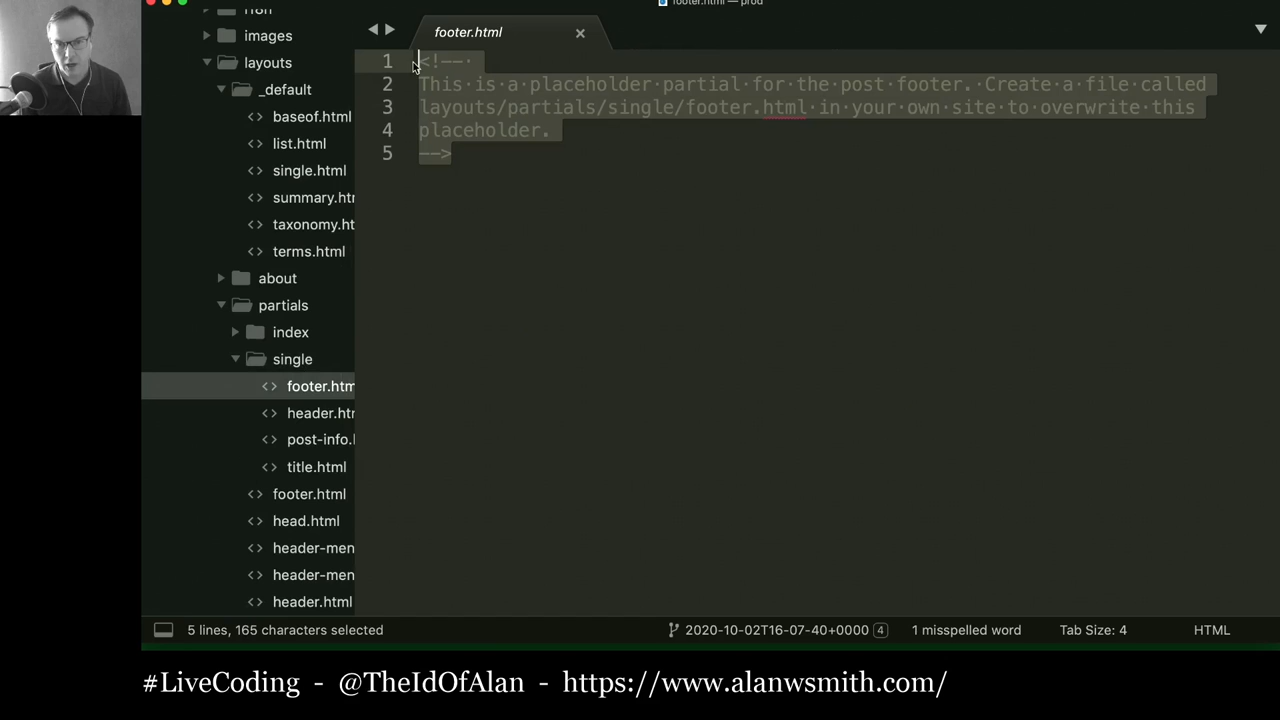 footer.html — prod
images
layouts
_default
baseof.html
list.html
single.html
summary.htm
taxonomy.ht
terms.html
about
partials
index
single
footer.htm
header.htm
post-info.
title.html
footer.html
head.html
header-men
header-men
header.html
footer.html
1 <!--
2 This is a placeholder partial for the post footer. Create a file called
3 layouts/partials/single/footer.html in your own site to overwrite this
4 placeholder.
5 -->
5 lines, 165 characters selected
2020-10-02T16-07-40+0000 4
1 misspelled word
Tab Size: 4
HTML
#LiveCoding - @TheIdOfAlan - https://www.alanwsmith.com/